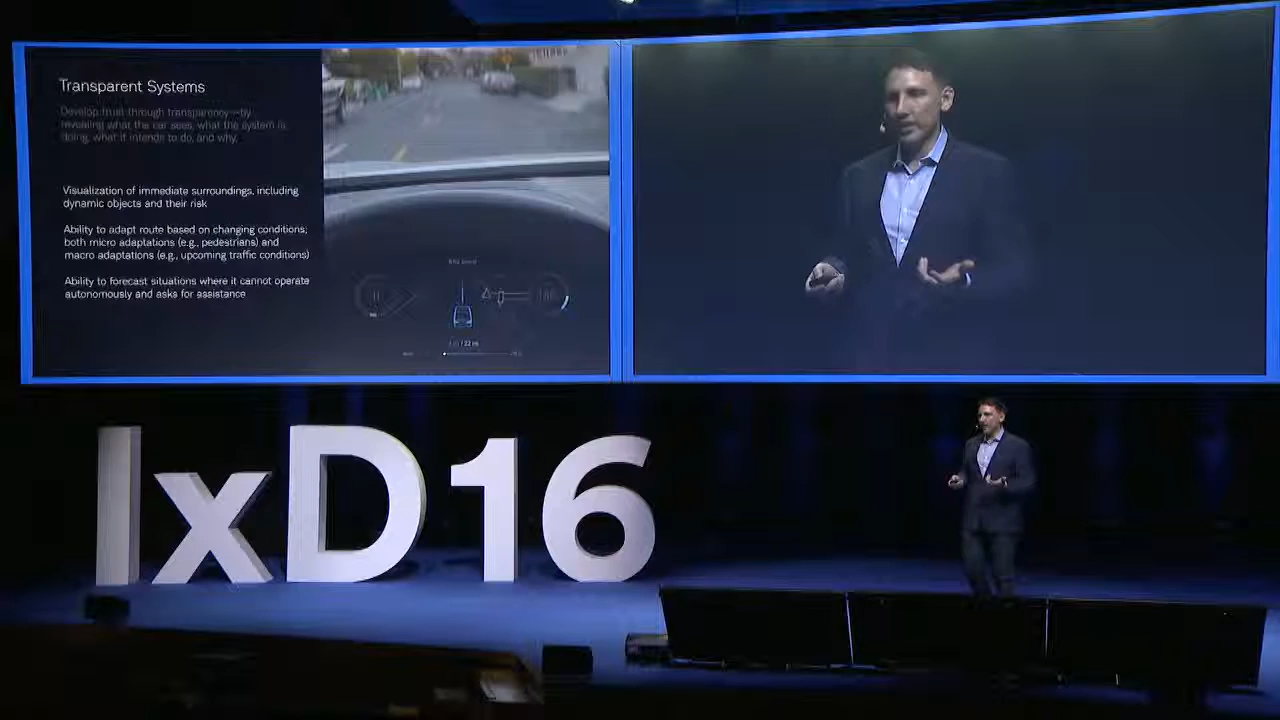 Transparent Systems
Develop trust through transparency—by
revealing what the car sees, what the system is
doing, what it intends to do, and why.
Visualization of immediate surroundings, including
dynamic objects and their risk
Ability to adapt route based on changing conditions;
both micro adaptations (e.g., pedestrians) and
macro adaptations (e.g., upcoming traffic conditions)
Ability to forecast situations where it cannot operate
autonomously and asks for assistance
IxD16